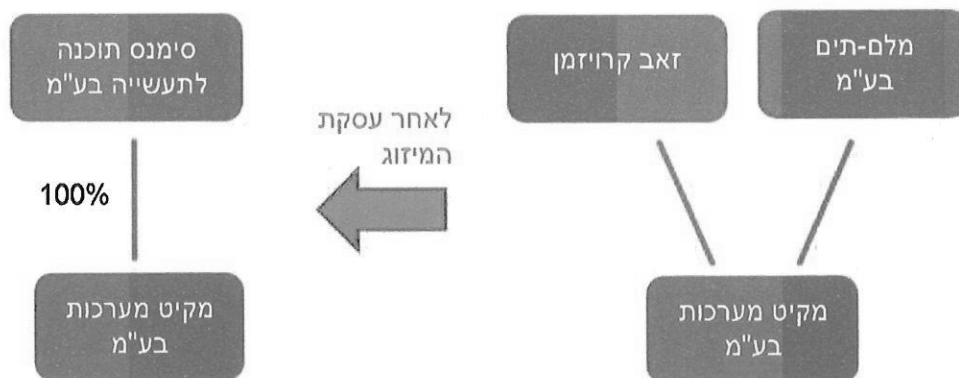 מלם-תים
בע"מ
זאב קרויזמן
מקיט מערכות
בע"מ
לאחר עסקת
המיזוג
סימנס תוכנה
לתעשייה בע"מ
100%
מקיט מערכות
בע"מ